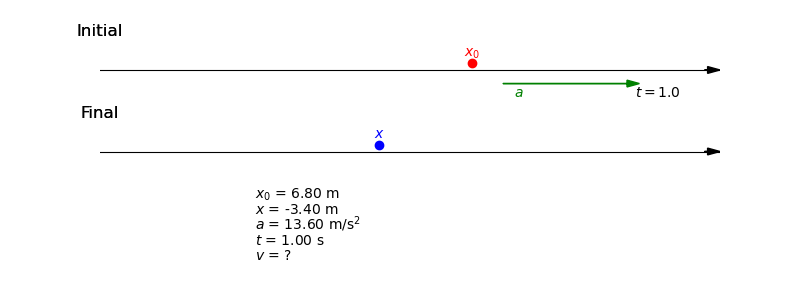 Initial
x₀
a
t = 1.0
Final
x
x₀ = 6.80 m
x = -3.40 m
a = 13.60 m/s²
t = 1.00 s
v = ?